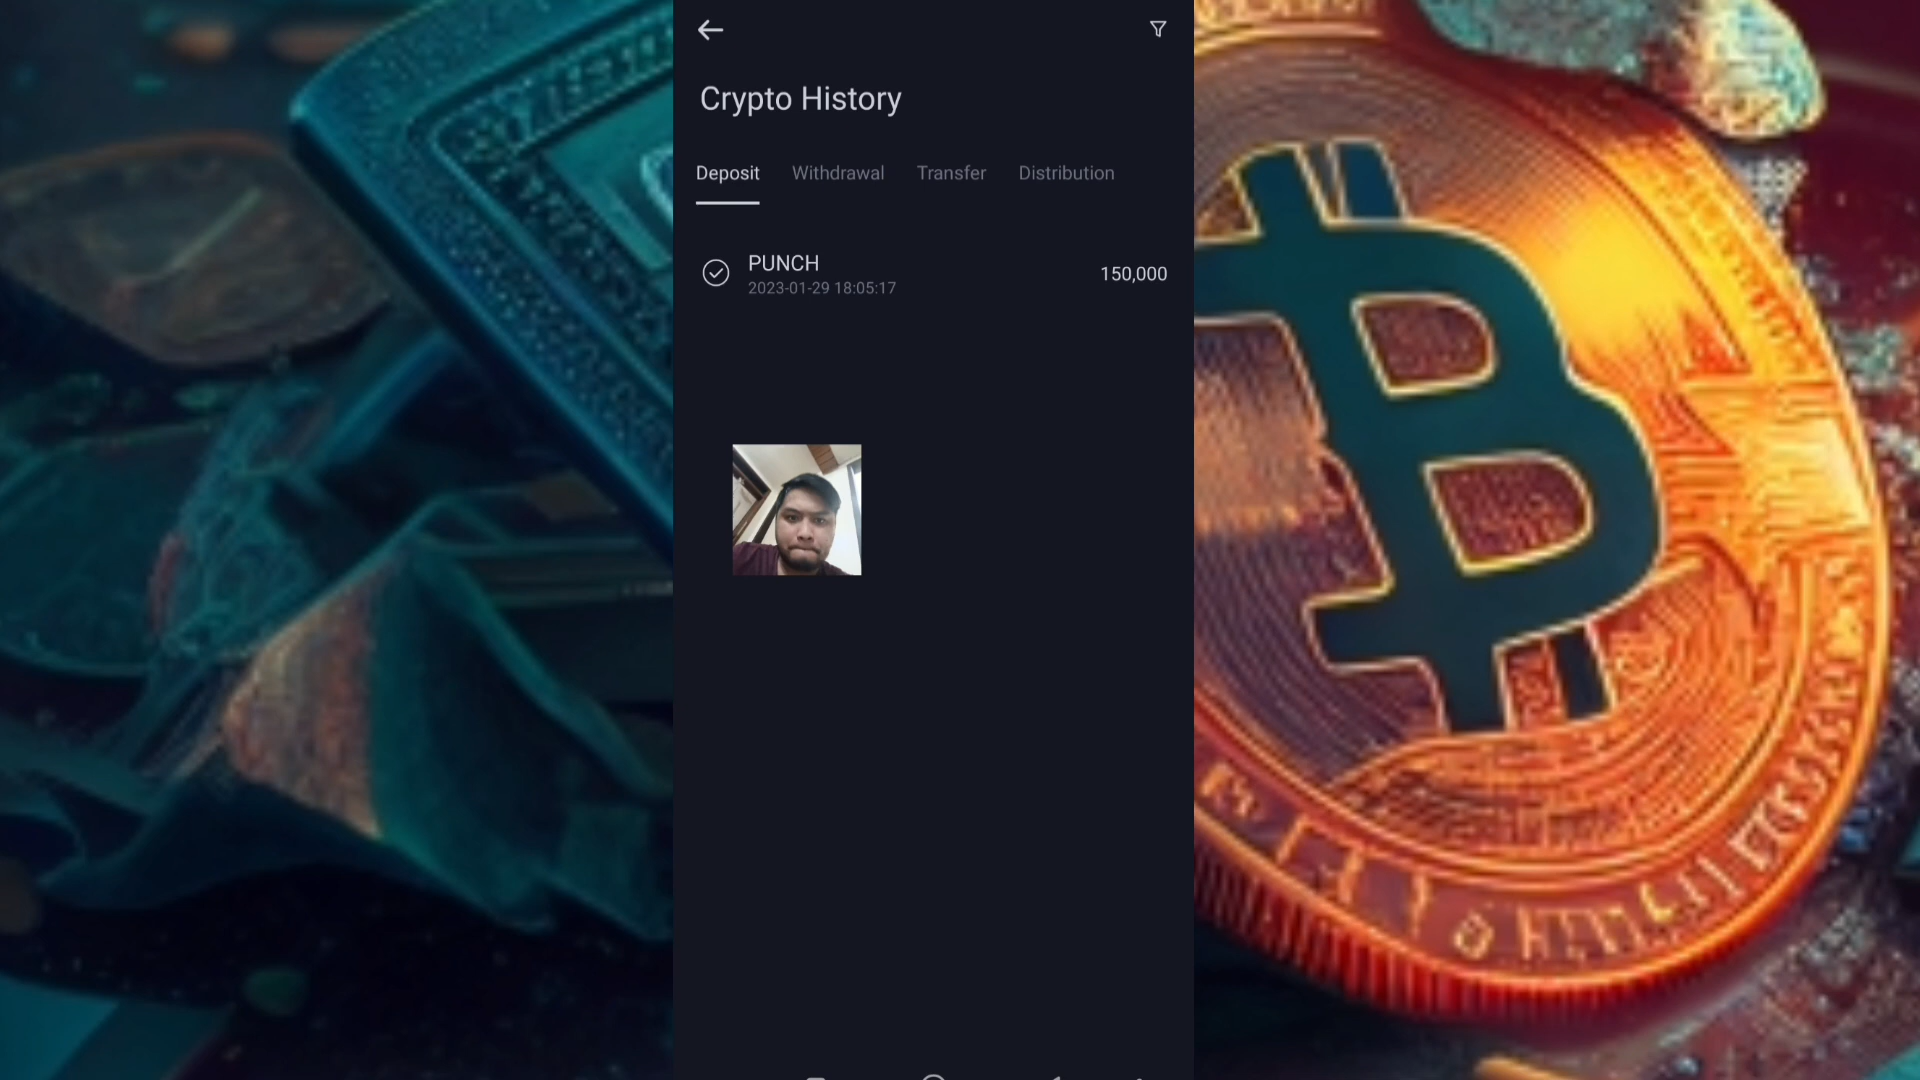 Crypto History
Deposit Withdrawal Transfer Distribution
PUNCH
150,000
2023-01-29 18:05:17